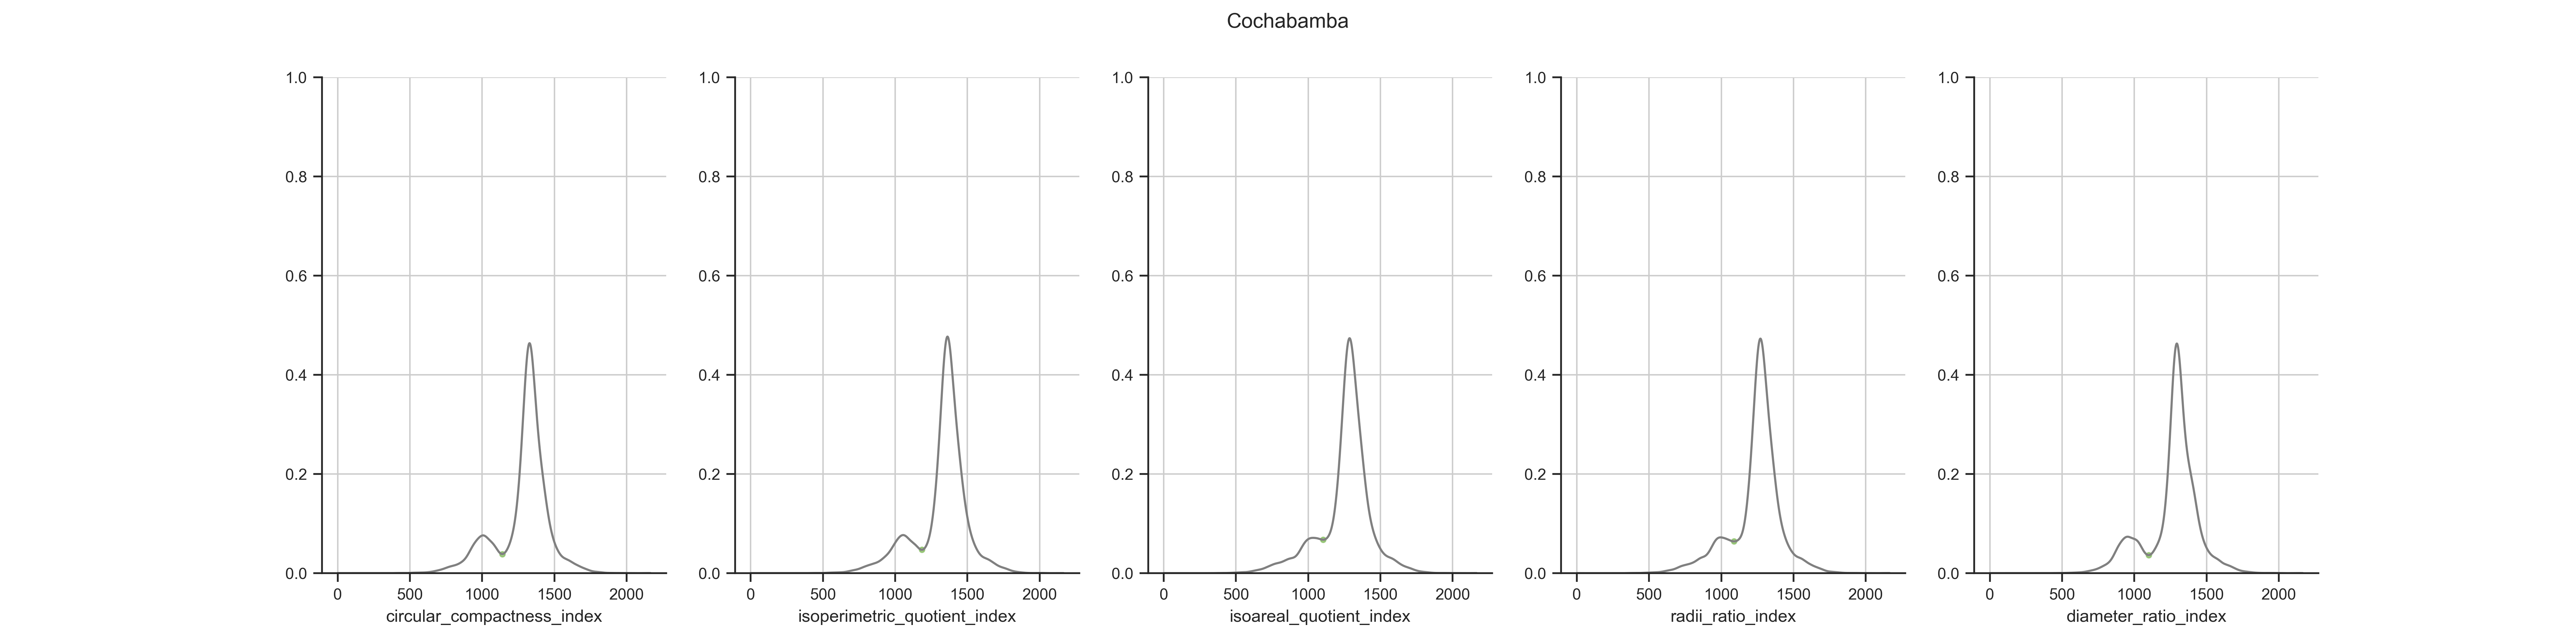 Cochabamba
1.0 1.0 1.0 1.0 1.0
0.8 0.8 0.8 0.8 0.8
0.6 0.6 0.6 0.6 0.6
0.4 0.4 0.4 0.4 0.4
0.2 0.2 0.2 0.2 0.2
0.0 0.0 0.0 0.0 0.0
0 500 1000 1500 2000 0 500 1000 1500 2000 0 500 1000 1500 2000 0 500 1000 1500 2000 0 500 1000 1500 2000
circular_compactness_index isoperimetric_quotient_index isoareal_quotient_index radii_ratio_index diameter_ratio_index